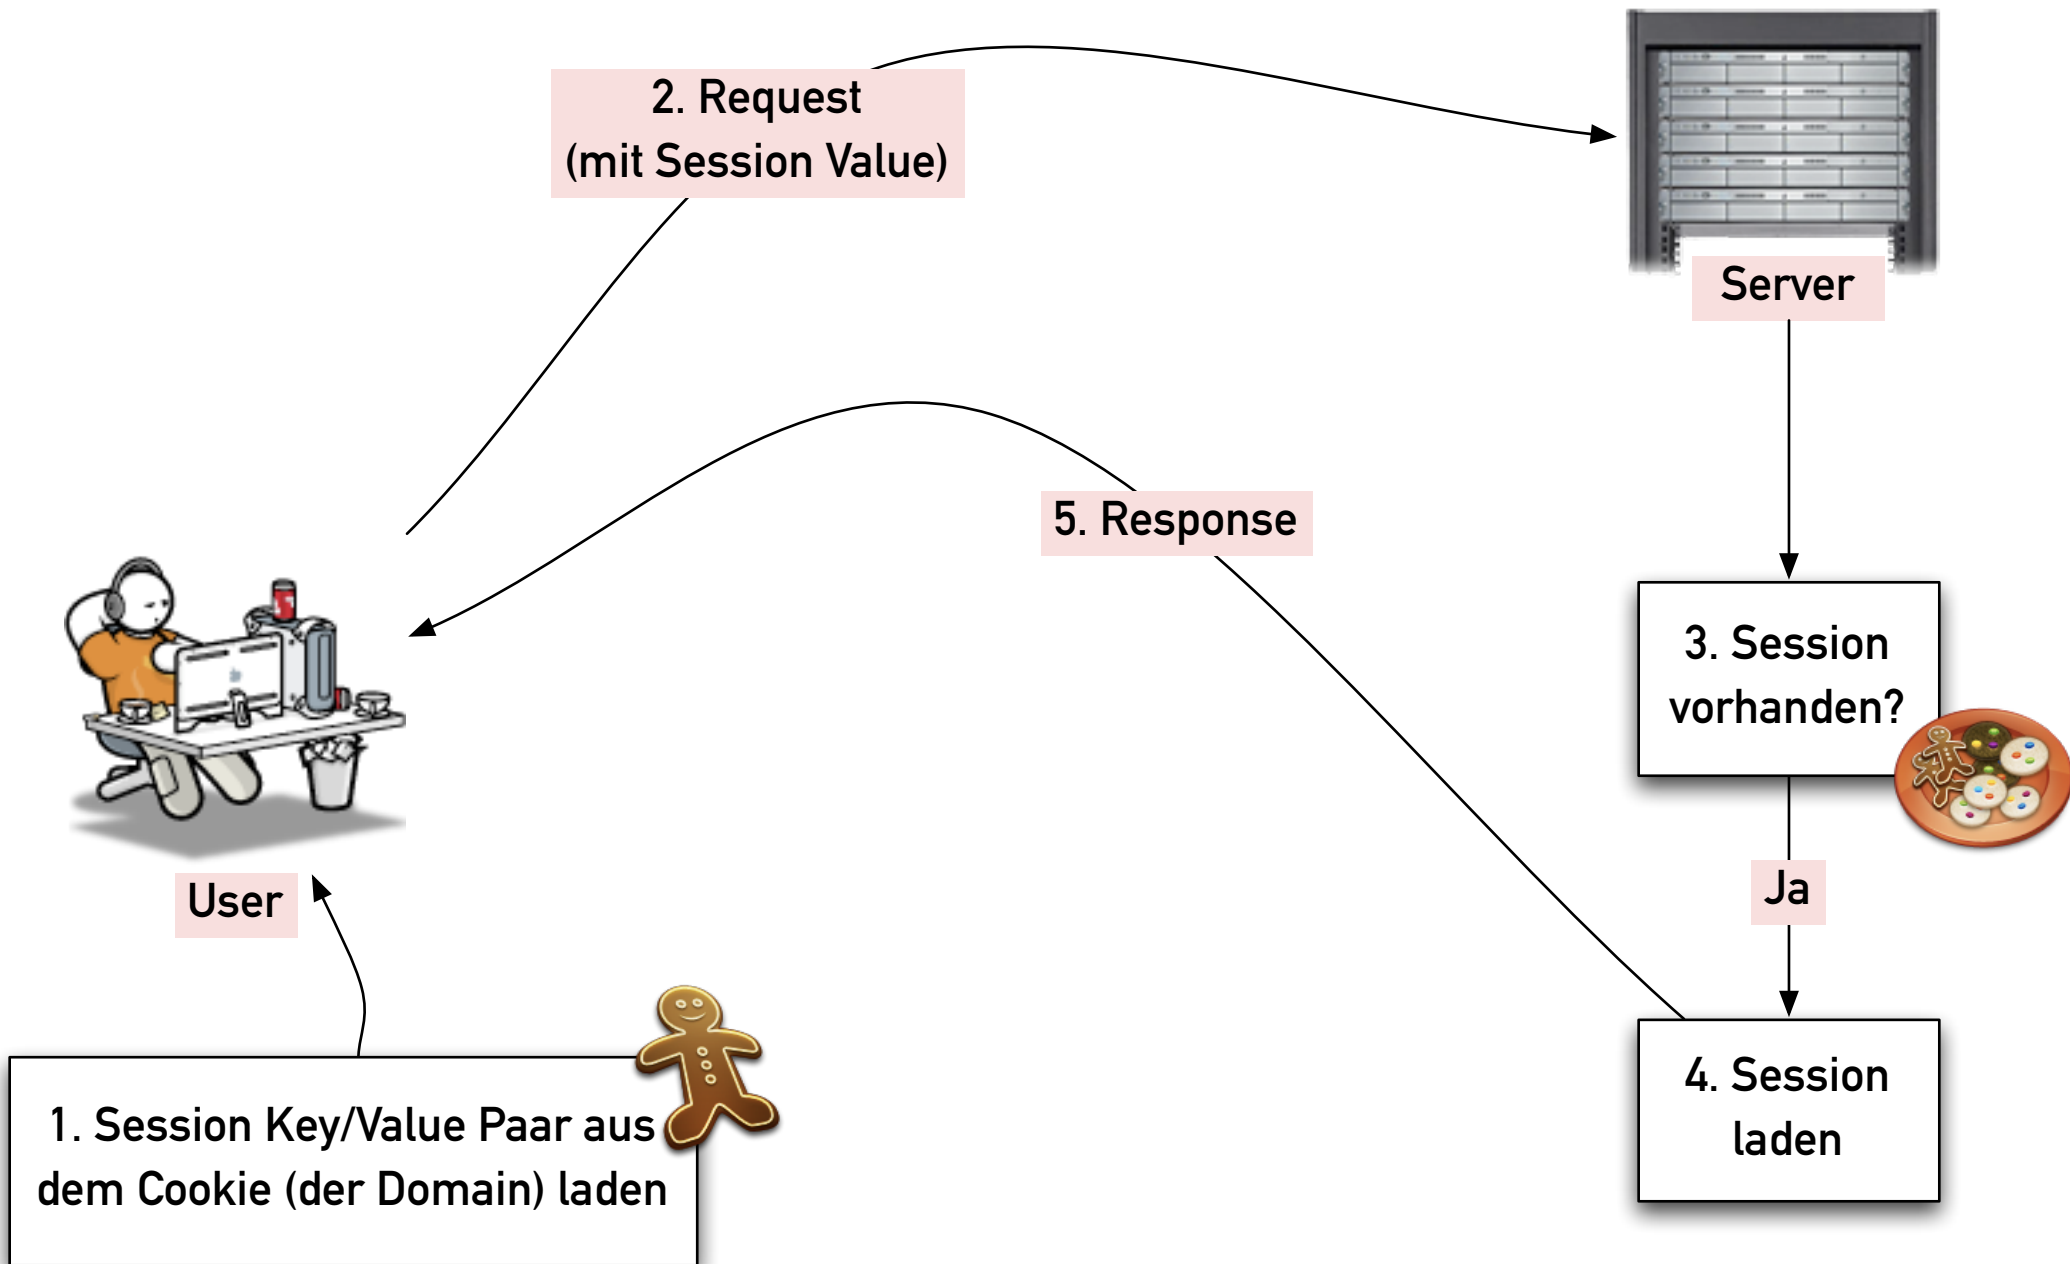 2. Request
(mit Session Value)
Server
5. Response
3. Session
vorhanden?
Ja
User
4. Session
laden
1. Session Key/Value Paar aus
dem Cookie (der Domain) laden